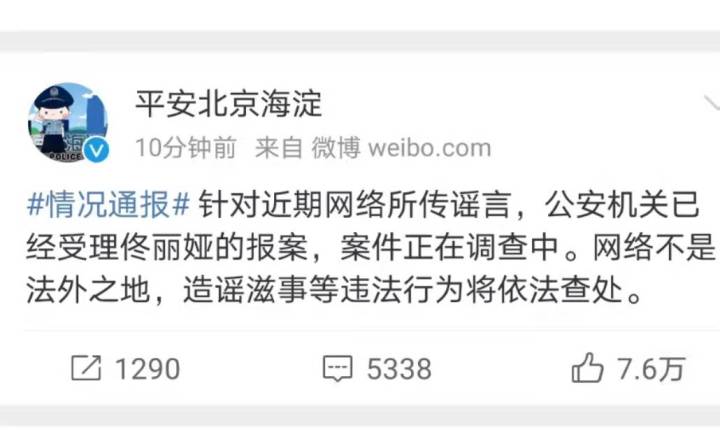 平安北京海淀
10分钟前 来自 微博 weibo.com
#情况通报# 针对近期网络所传谣言，公安机关已
经受理佟丽娅的报案，案件正在调查中。网络不是
法外之地，造谣滋事等违法行为将依法查处。
1290 5338 7.6万